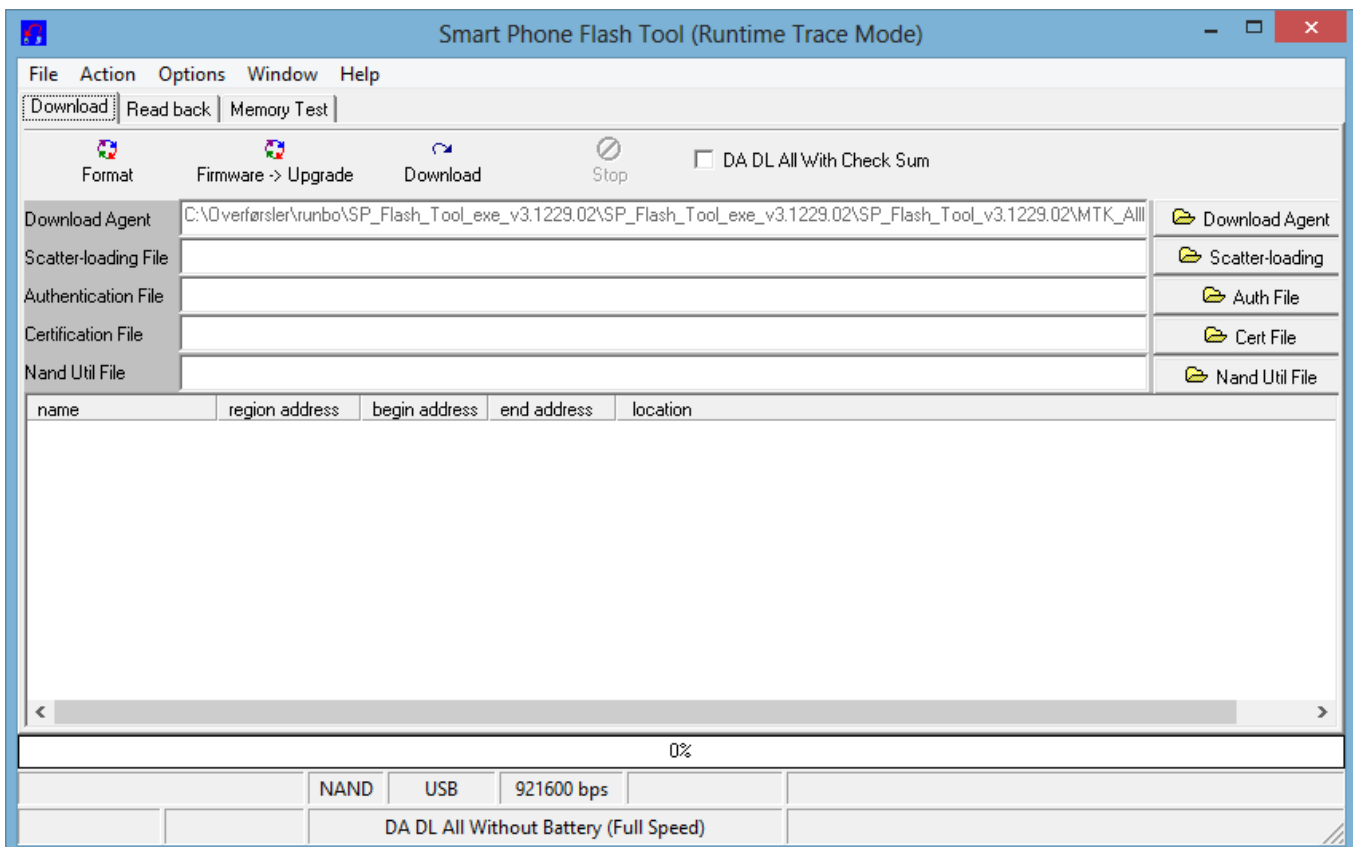 Smart Phone Flash Tool (Runtime Trace Mode)
File Action Options Window Help
Download Read back Memory Test
Format Firmware -> Upgrade Download Stop DA DL All With Check Sum
Download Agent C:\Overførsler\runbo\SP_Flash_Tool_exe_v3.1229.02\SP_Flash_Tool_exe_v3.1229.02\SP_Flash_Tool_v3.1229.02\MTK_AllI Download Agent
Scatter-loading File Scatter-loading
Authentication File Auth File
Certification File Cert File
Nand Util File Nand Util File
name region address begin address end address location
0%
NAND USB 921600 bps
DA DL All Without Battery (Full Speed)